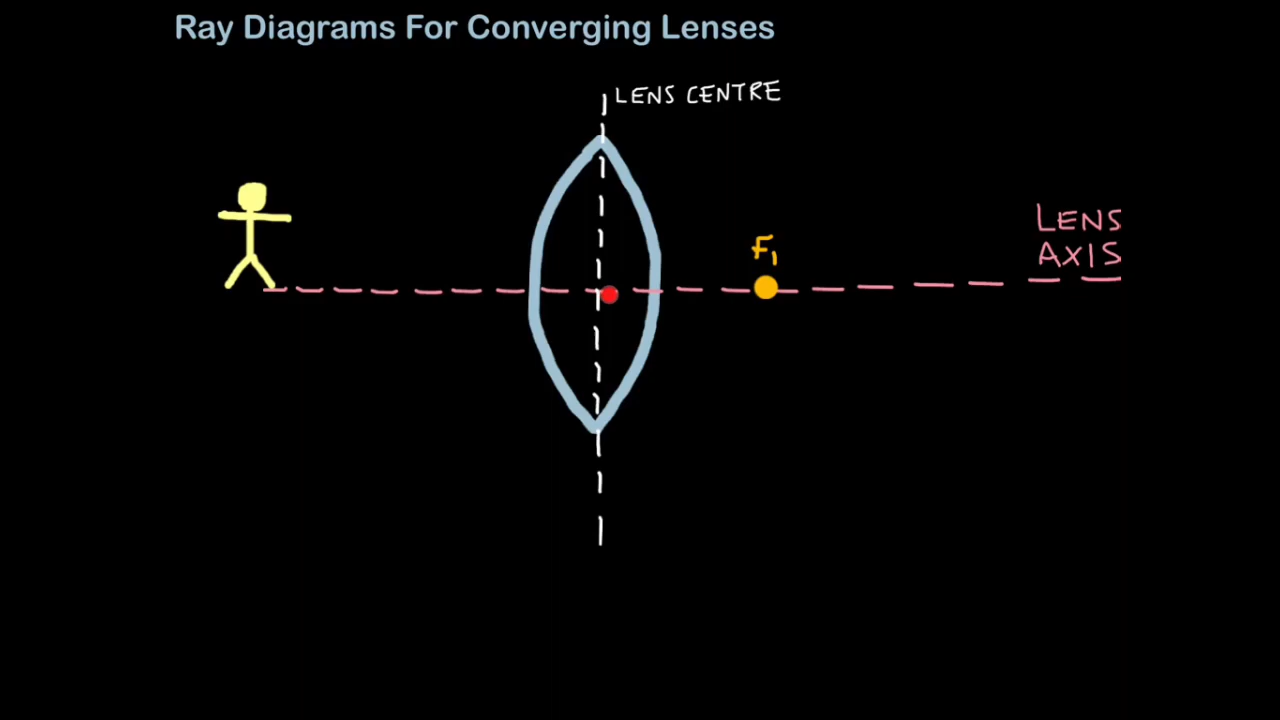 Ray Diagrams For Converging Lenses
LENS CENTRE
F1
LENS
AXIS